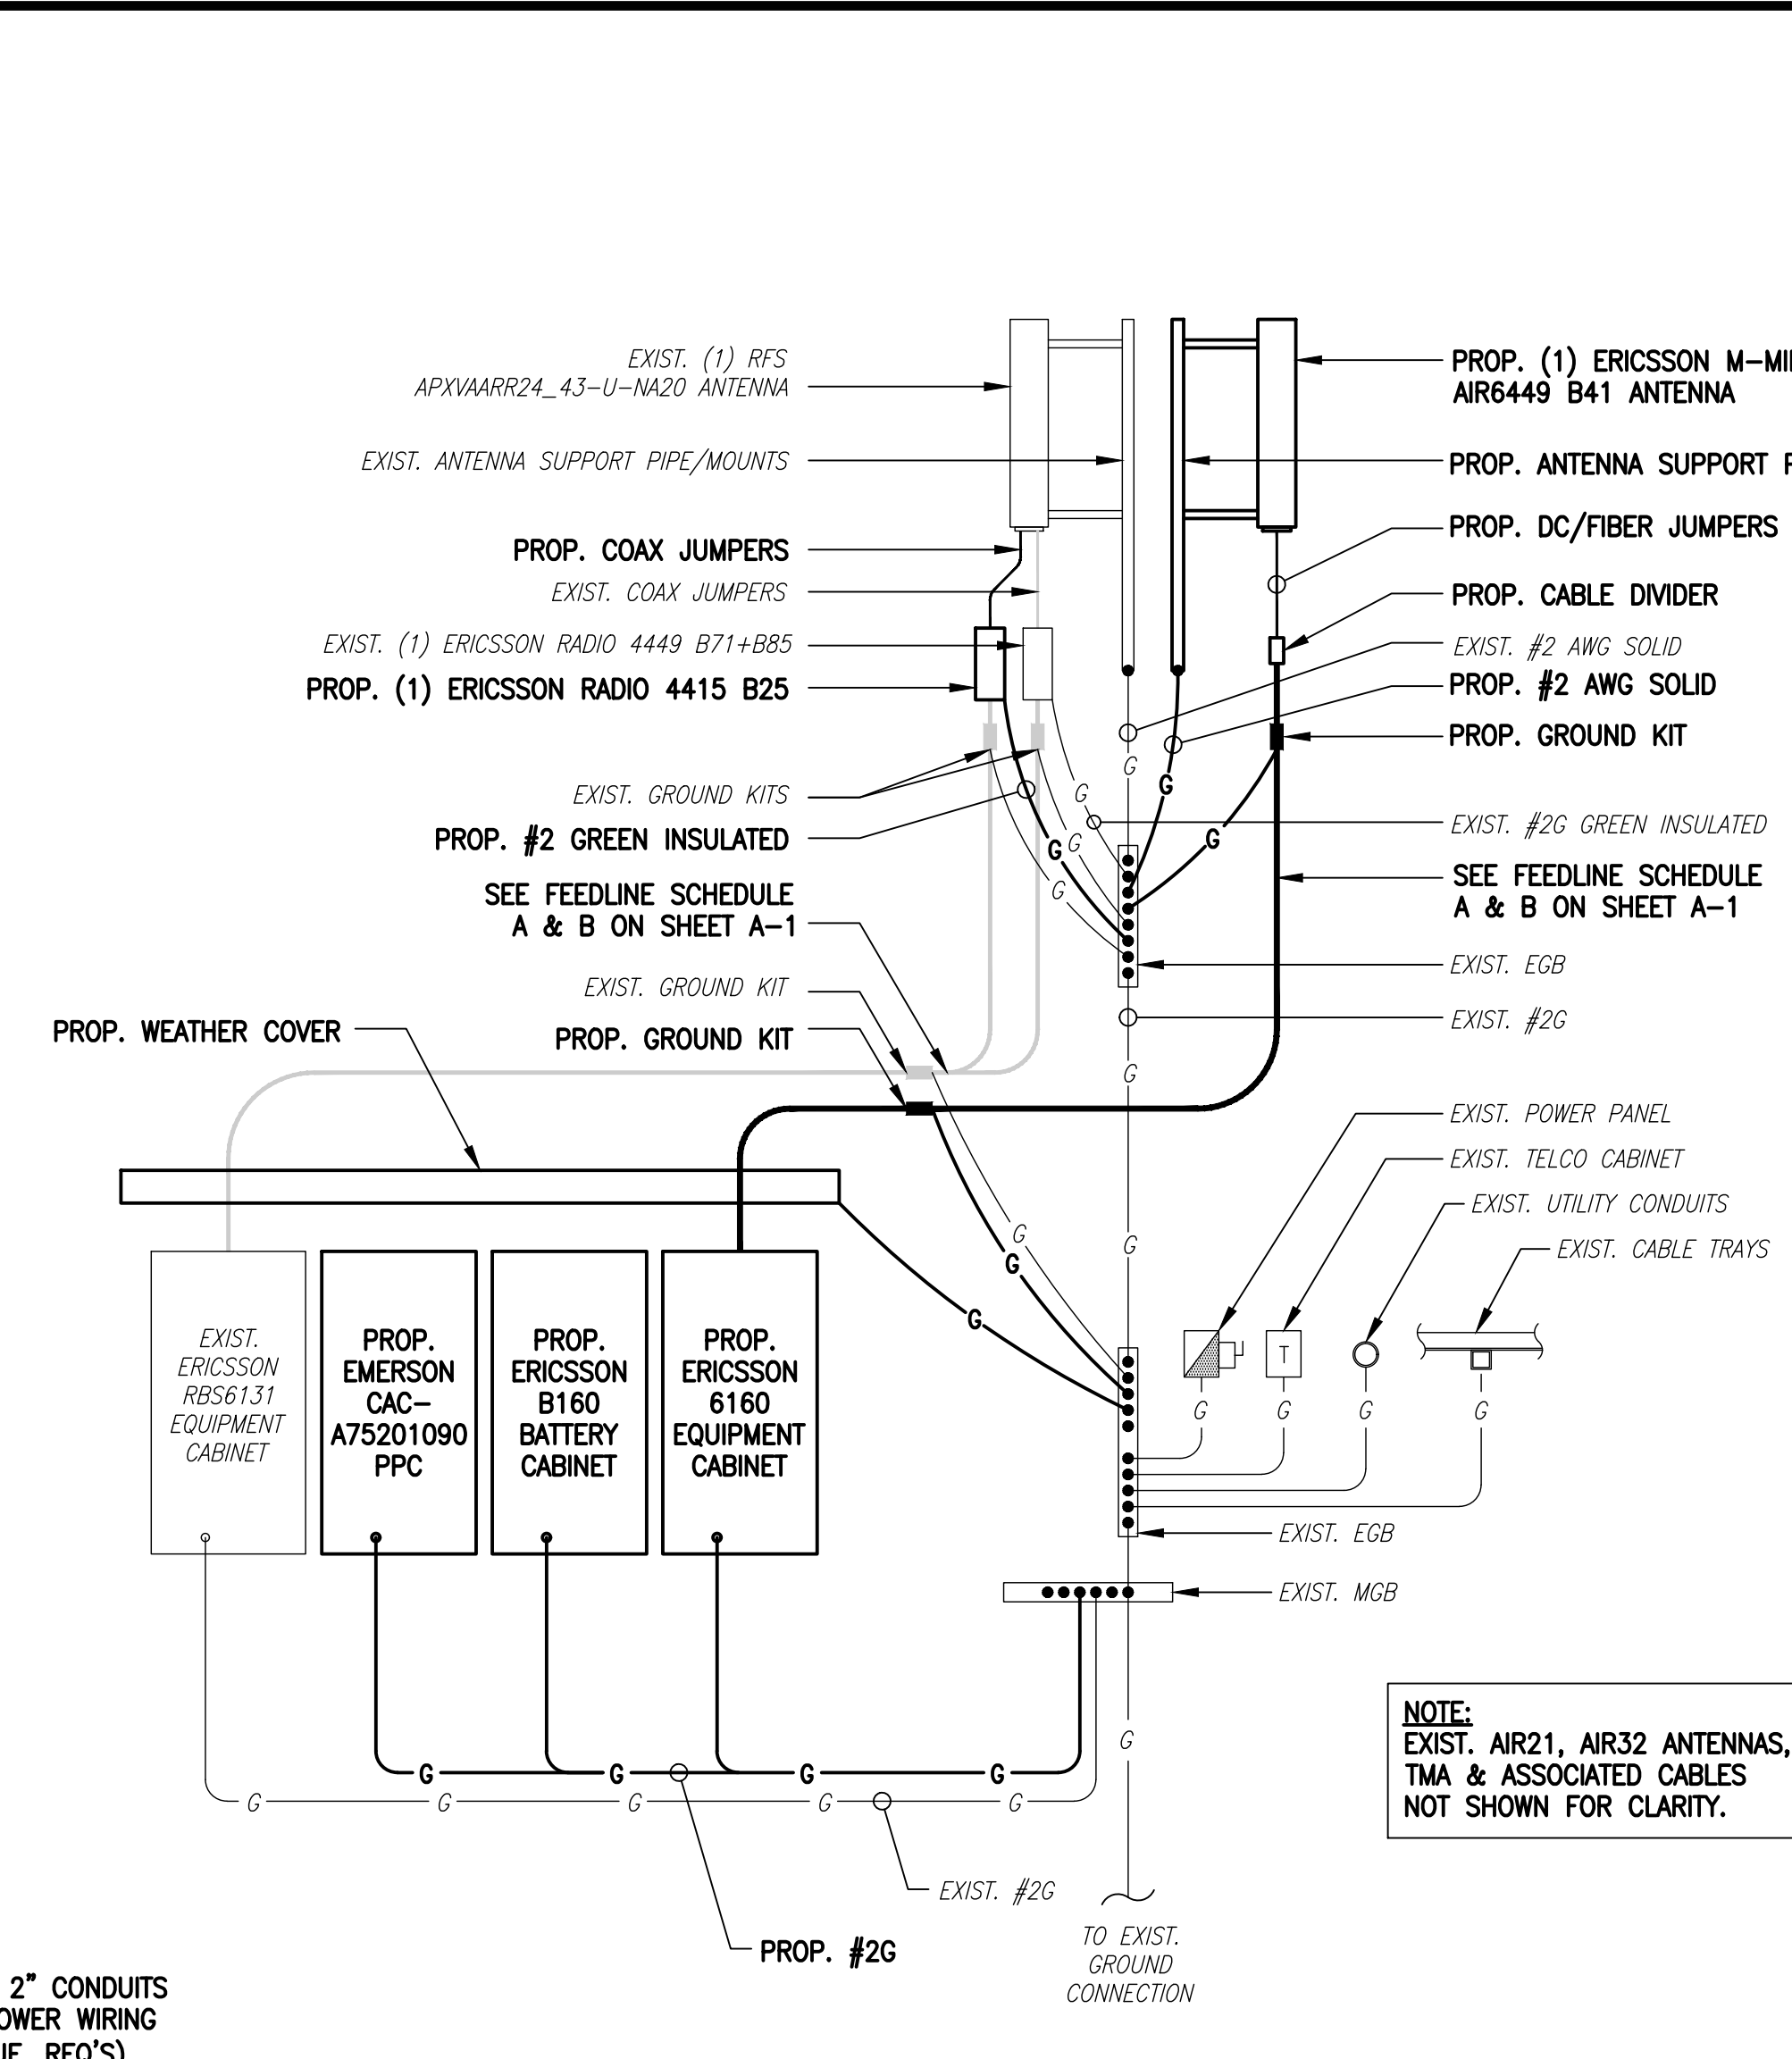 EXIST. (1) RFS
APXVAARR24_43-U-NA20 ANTENNA
EXIST. ANTENNA SUPPORT PIPE/MOUNTS
PROP. COAX JUMPERS
EXIST. COAX JUMPERS
EXIST. (1) ERICSSON RADIO 4449 B71+B85
PROP. (1) ERICSSON RADIO 4415 B25
EXIST. GROUND KITS
PROP. #2 GREEN INSULATED
SEE FEEDLINE SCHEDULE
A & B ON SHEET A-1
EXIST. GROUND KIT
PROP. GROUND KIT
PROP. WEATHER COVER
PROP. (1) ERICSSON
AIR6449 B41 ANTENNA
PROP. ANTENNA SUPPORT
PROP. DC/FIBER JUMPERS
PROP. CABLE DIVIDER
EXIST. #2 AWG SOLID
PROP. #2 AWG SOLID
PROP. GROUND KIT
EXIST. #2G GREEN INSULATED
SEE FEEDLINE SCHEDULE
A & B ON SHEET A-1
EXIST. EGB
EXIST. #2G
EXIST. POWER PANEL
EXIST. TELCO CABINET
EXIST. UTILITY CONDUITS
EXIST. CABLE TRAYS
G
G
G
G
G
G
G
G
G
G
G
G
EXIST.
ERICSSON
RBS6131
EQUIPMENT
CABINET
PROP.
EMERSON
CAC-
A75201090
PPC
PROP.
ERICSSON
B160
BATTERY
CABINET
PROP.
ERICSSON
6160
EQUIPMENT
CABINET
T
G G G G
EXIST. EGB
EXIST. MGB
G
G G G G
G G G G G
NOTE:
EXIST. AIR21, AIR32 ANTENNAS,
TMA & ASSOCIATED CABLES
NOT SHOWN FOR CLARITY.
EXIST. #2G
PROP. #2G
TO EXIST.
GROUND
CONNECTION
2" CONDUITS
WIRING
REQ'S)